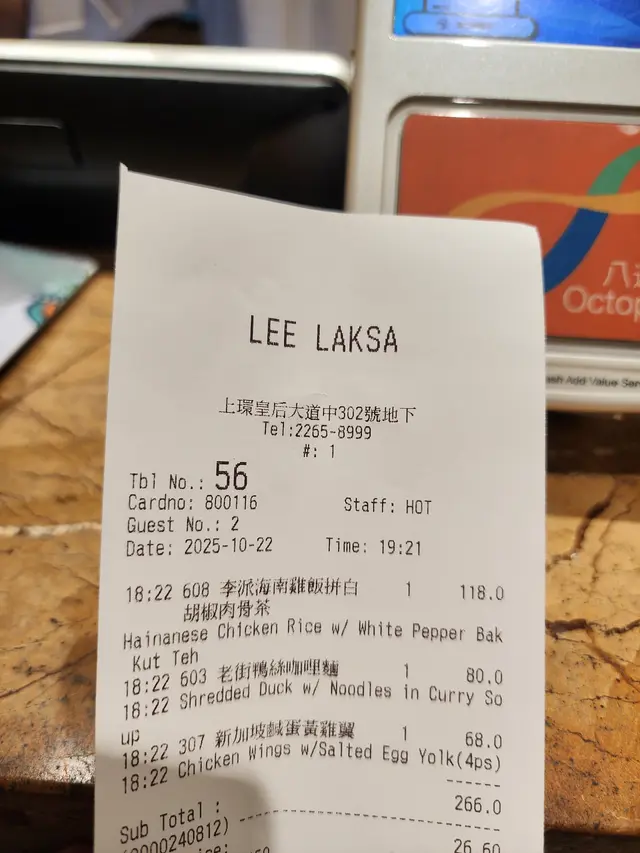 LEE LAKSA
上環皇后大道中302號地下
Tel:2265-8999
#: 1
Tbl No.: 56
Cardno: 800116 Staff: HOT
Guest No.: 2
Date: 2025-10-22 Time: 19:21
18:22 608 李派海南雞飯拼白 1 118.0
胡椒肉骨茶
Hainanese Chicken Rice w/ White Pepper Bak
Kut Teh
18:22 603 老街鴨絲咖哩麵 1 80.0
18:22 Shredded Duck w/ Noodles in Curry So
up
18:22 307 新加坡鹹蛋黃雞翼 1 68.0
18:22 Chicken Wings w/Salted Egg Yolk(4ps)
------
266.0
Sub Total :
26.60
八
Add Value